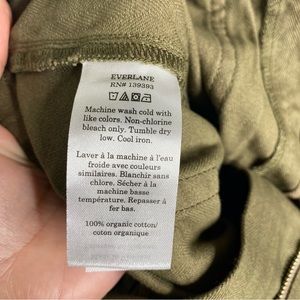 EVERLANE
RN# 139393
Machine wash cold with
like colors. Non-chlorine
bleach only. Tumble dry
low. Cool iron.
Laver à la machine à l'eau
froide avec couleurs
similaires. Blanchir sans
chlore. Sécher à la
machine basse
température. Repasser à
fer bas.
100% organic cotton/
coton organique